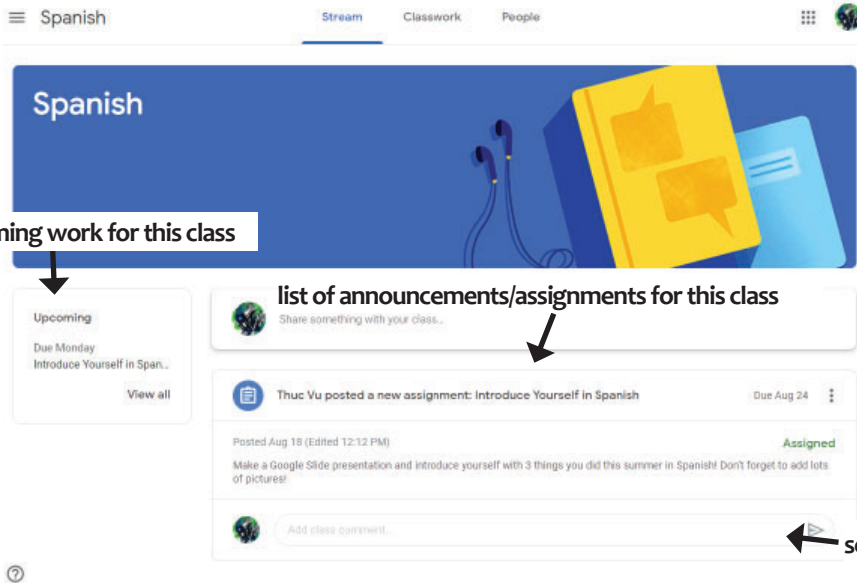 Spanish
Stream Classwork People
Spanish
ming work for this class
list of announcements/assignments for this class
Upcoming
Share something with your class...
Due Monday
Introduce Yourself in Span...
View all
Thuc Vu posted a new assignment: Introduce Yourself in Spanish
Due Aug 24
Posted Aug 18 (Edited 12:12 PM)
Assigned
Make a Google Slide presentation and introduce yourself with 3 things you did this summer in Spanish! Don't forget to add lots
of pictures!
Add class comment...